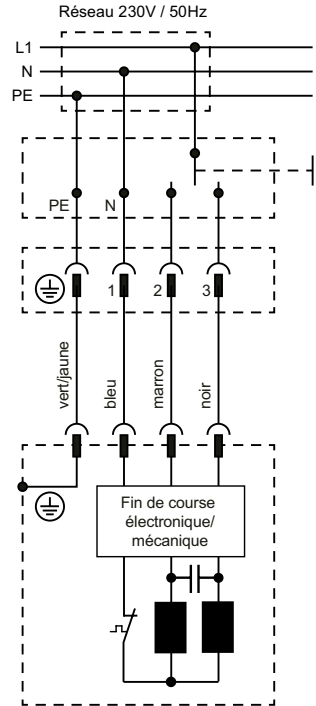 Réseau 230V / 50Hz
L1
N
PE
PE N
1 2 3
vert/jaune
bleu
marron
noir
Fin de course
électronique/
mécanique